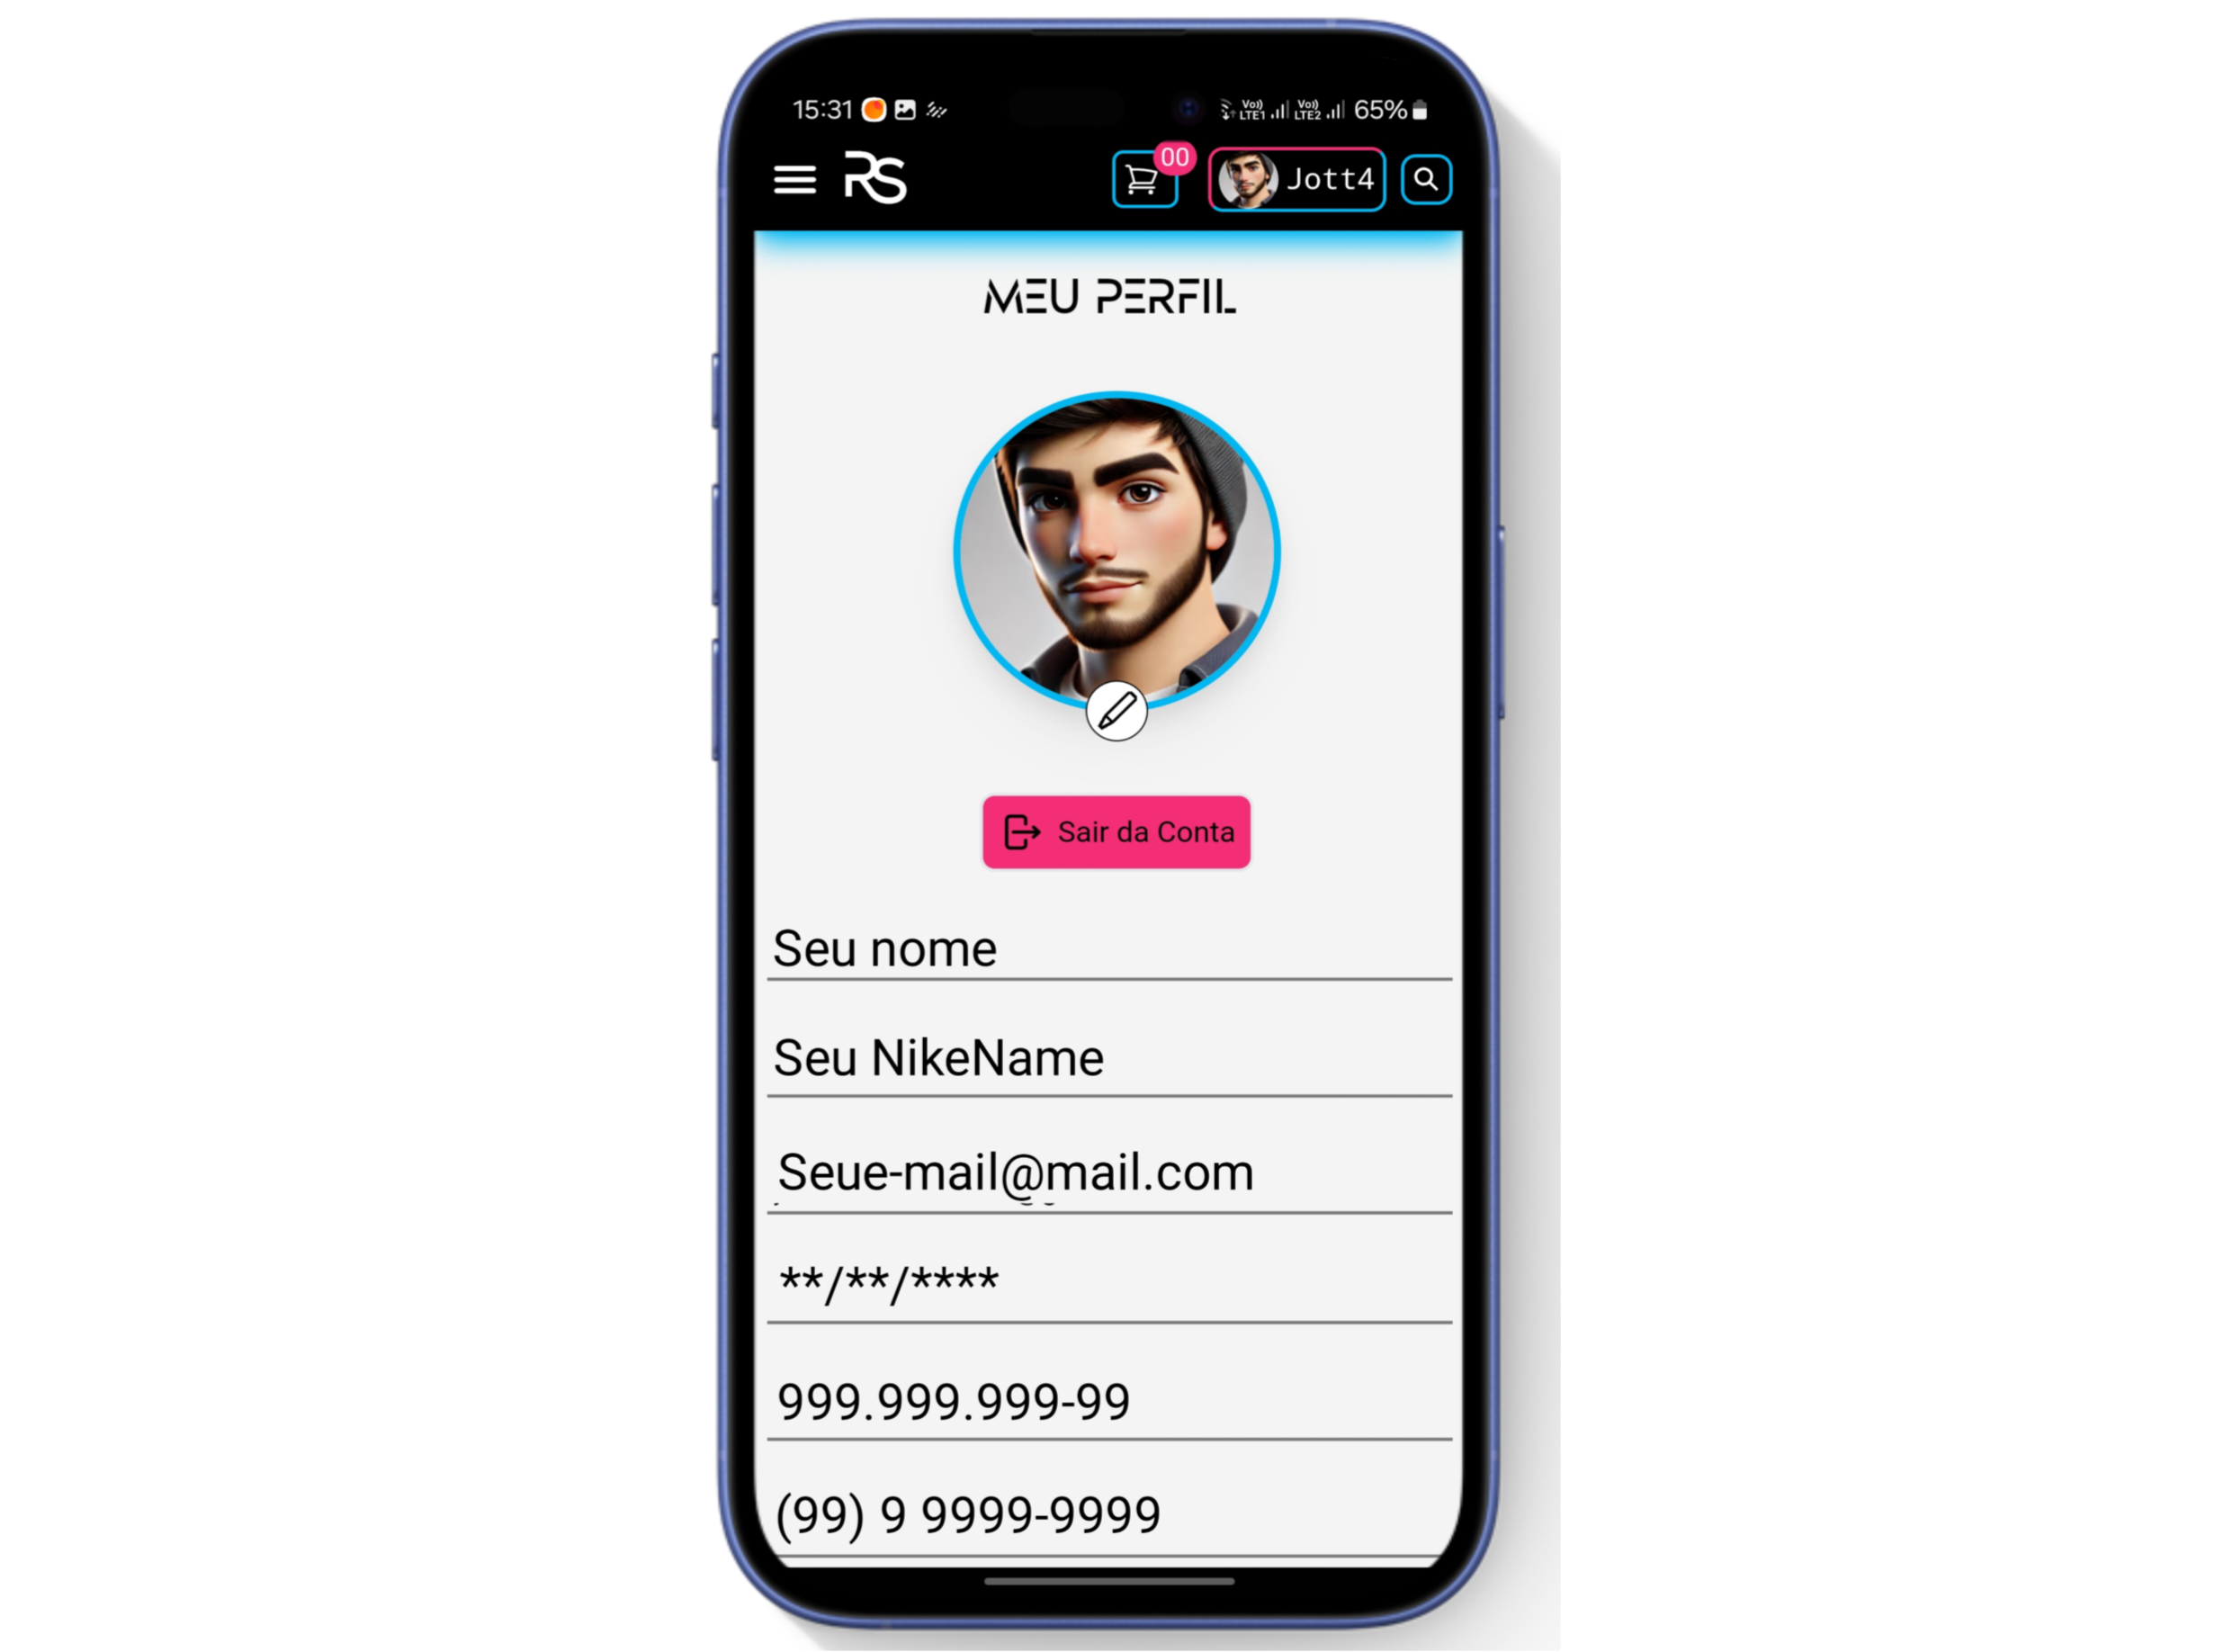 15:31 Vo) LTE1 Vo) LTE2 65%
RS 00 Jott4
MEU PERFIL
Sair da Conta
Seu nome
Seu NikeName
Seue-mail@mail.com
**/**/****
999.999.999-99
(99) 9 9999-9999